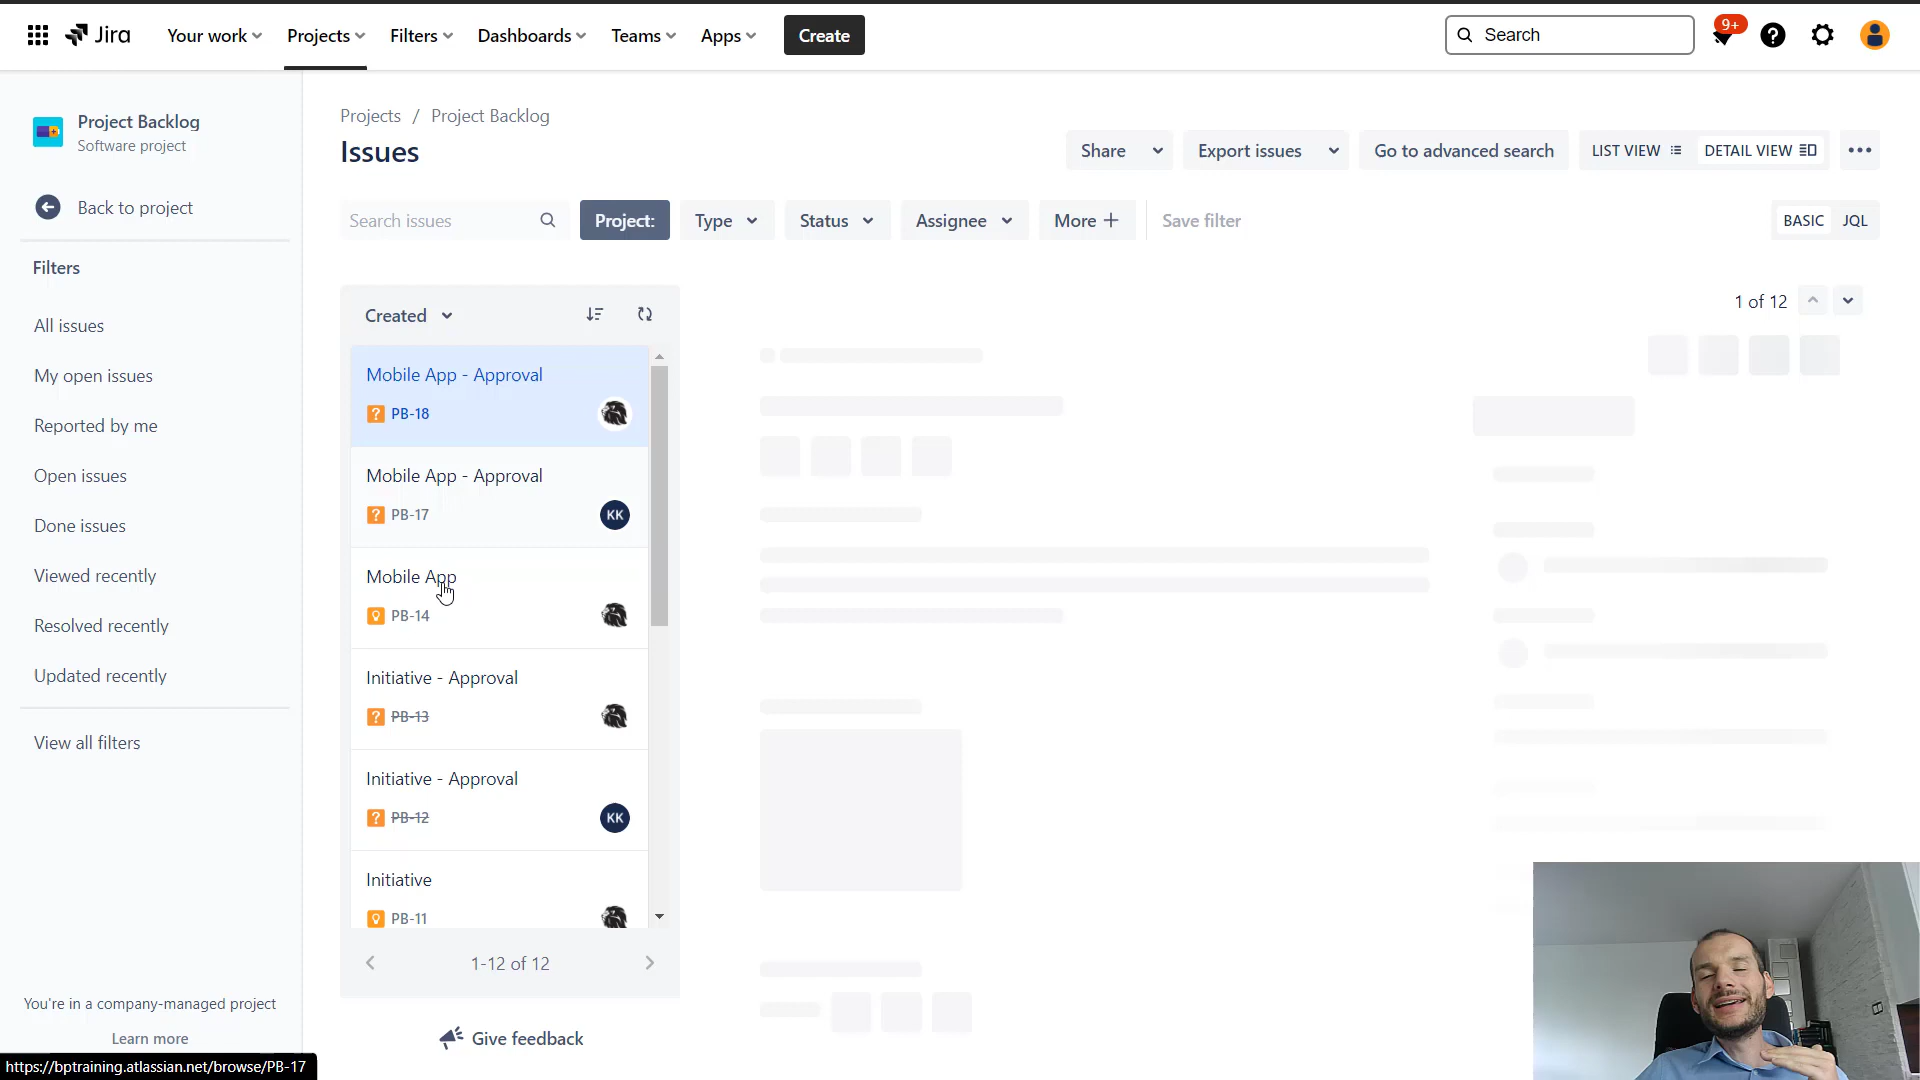 Jira
Your work
Projects
Filters
Dashboards
Teams
Apps
Create
Search
9+
Project Backlog
Software project
Back to project
Filters
All issues
My open issues
Reported by me
Open issues
Done issues
Viewed recently
Resolved recently
Updated recently
View all filters
You're in a company-managed project
Learn more
https://bptraining.atlassian.net/browse/PB-17
Projects / Project Backlog
Issues
Share
Export issues
Go to advanced search
LIST VIEW
DETAIL VIEW
Search issues
Project:
Type
Status
Assignee
More
Save filter
BASIC
JQL
Created
Mobile App - Approval
PB-18
Mobile App - Approval
PB-17
KK
Mobile App
PB-14
Initiative - Approval
PB-13
Initiative - Approval
PB-12
KK
Initiative
PB-11
1-12 of 12
Give feedback
1 of 12